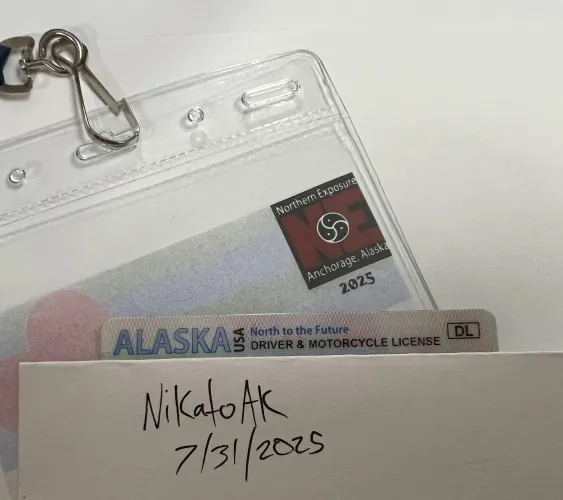 Northern Exposure
NE
Anchorage, Alaska
2025
ALASKA USA North to the Future
DRIVER & MOTORCYCLE LICENSE DL
NikatoAK
7/31/2025